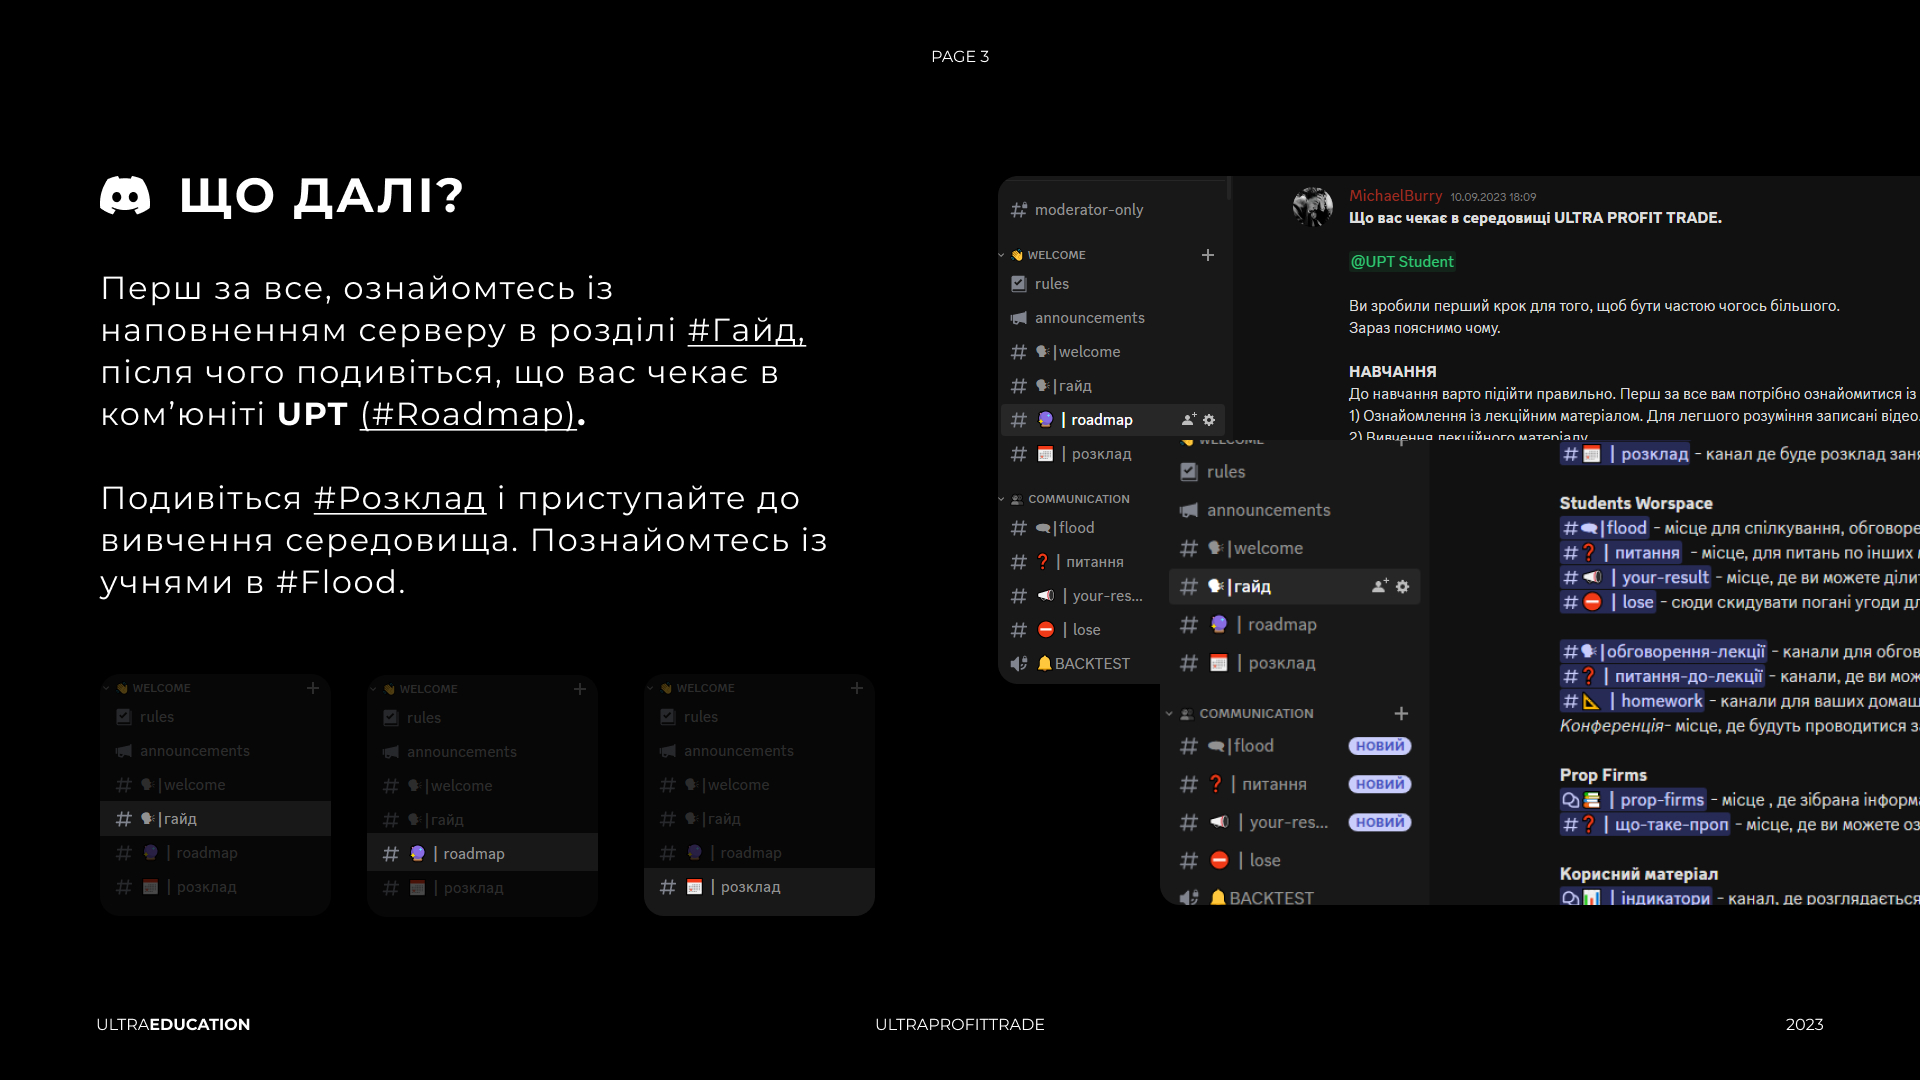 PAGE 3
ЩО ДАЛІ?
Перш за все, ознайомтесь із
наповненням серверу в розділі #Гайд,
після чого подивіться, що вас чекає в
ком’юніті UPT (#Roadmap).
Подивіться #Розклад і приступайте до
вивчення середовища. Познайомтесь із
учнями в #Flood.
WELCOME
rules
announcements
# |welcome
# |гайд
# | roadmap
# | розклад
WELCOME
rules
announcements
# |welcome
# |гайд
# | roadmap
# | розклад
WELCOME
rules
announcements
# |welcome
# |гайд
# | roadmap
# | розклад
moderator-only
WELCOME
rules
announcements
# |welcome
# |гайд
# | roadmap
# | розклад
COMMUNICATION
# |flood
# | питання
# | your-res...
# | lose
BACKTEST
MichaelBurry 10.09.2023 18:09
Що вас чекає в середовищі ULTRA PROFIT TRADE.
@UPT Student
Ви зробили перший крок для того, щоб бути частою чогось більшого.
Зараз пояснимо чому.
НАВЧАННЯ
До навчання варто підійти правильно. Перш за все вам потрібно ознайомитися із
1) Ознайомлення із лекційним матеріалом. Для легшого розуміння записані відео.
2) Вивчення лекційного матеріалу
WELCOME
rules
announcements
# |welcome
# |гайд
# | roadmap
# | розклад
COMMUNICATION
# |flood НОВИЙ
# | питання НОВИЙ
# | your-res... НОВИЙ
# | lose
BACKTEST
# | розклад - канал де буде розклад
Students Worspace
# |flood - місце для спілкування,
# | питання - місце, для питань по інших
# | your-result - місце, де ви можете
# | lose - сюди скидувати погані угоди
# |обговорення-лекції - канали для
# | питання-до-лекції - канали, де ви
# | homework - канали для ваших
Конференція- місце, де будуть проводитися
Prop Firms
| prop-firms - місце , де зібрана
# | що-таке-проп - місце, де ви можете
Корисний матеріал
| індикатори - канал, де розглядається
ULTRAEDUCATION
ULTRAPROFITTRADE
2023